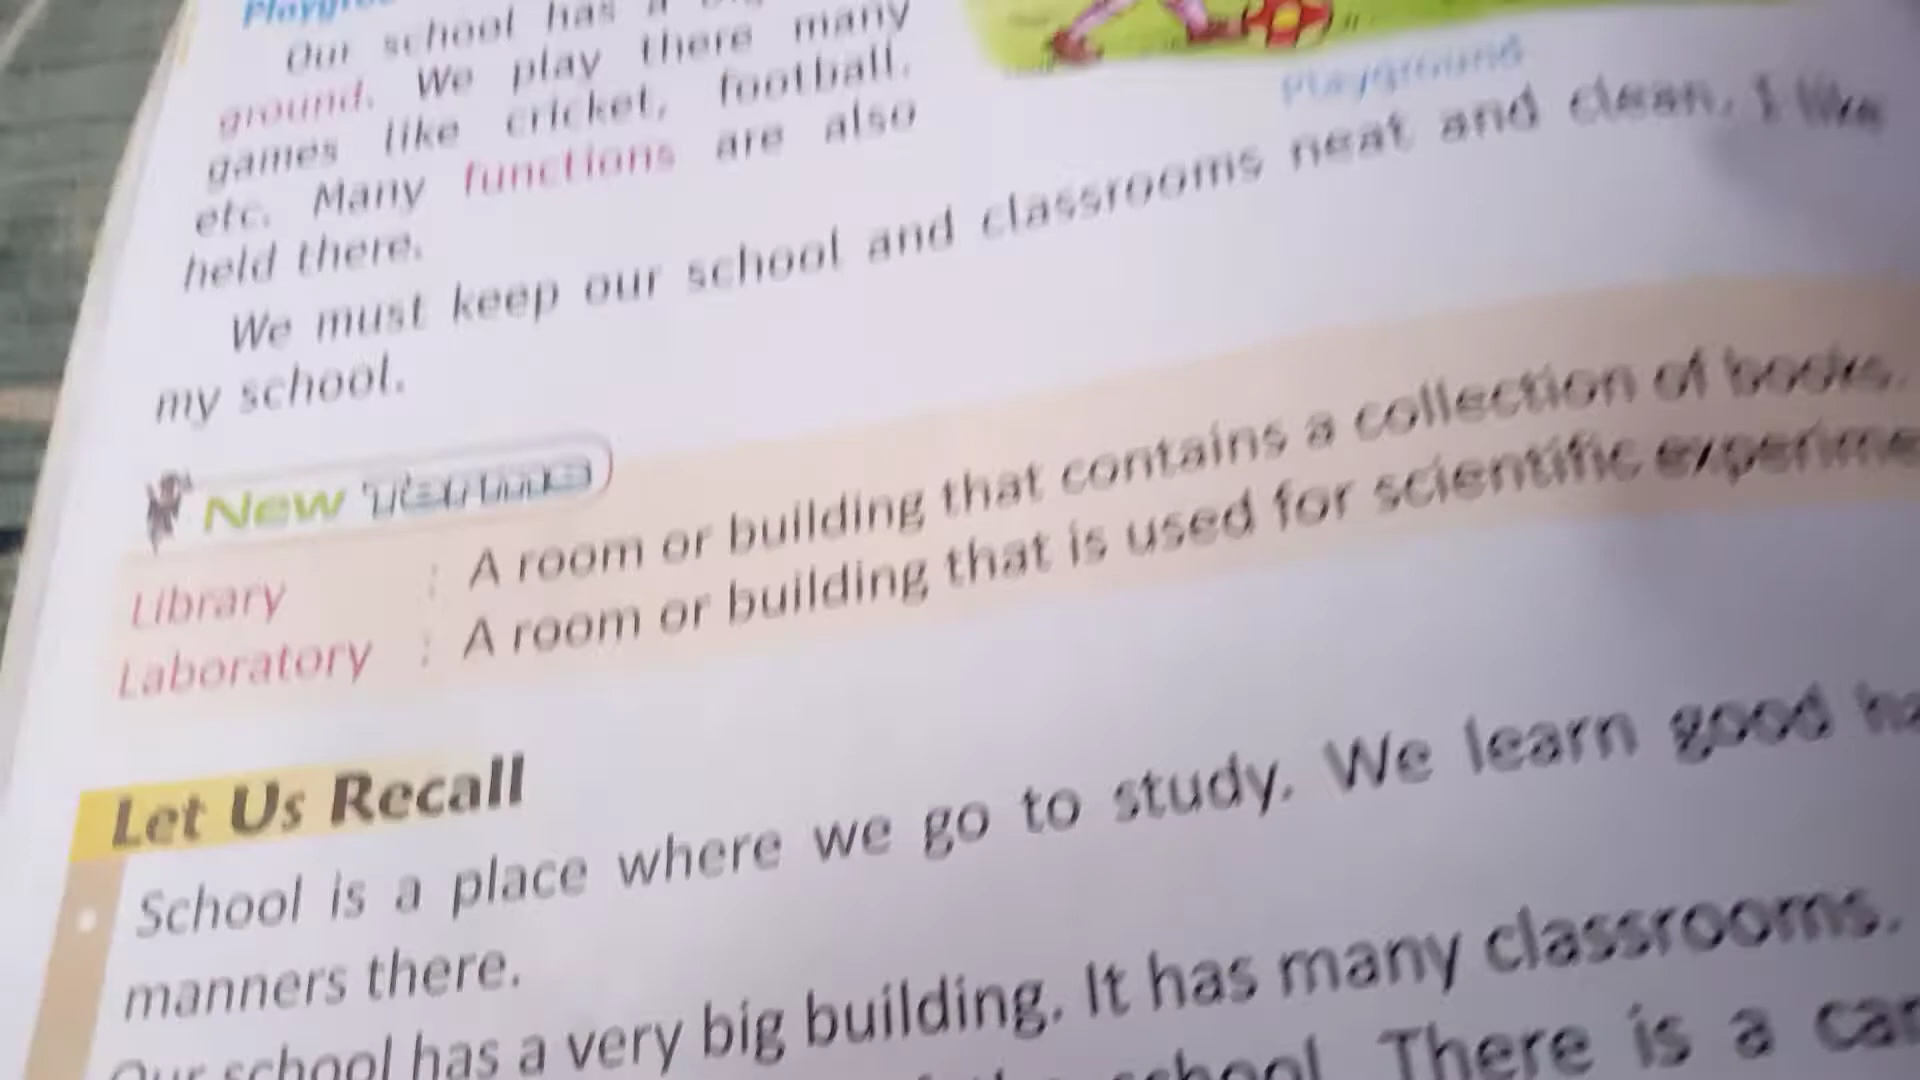 Our school has a
ground. We play there many
games like cricket, football,
etc. Many functions are also
held there.
Playground
We must keep our school and classrooms neat and clean. I like
my school.
New Terms
Library : A room or building that contains a collection of books.
Laboratory : A room or building that is used for scientific
Let Us Recall
School is a place where we go to study. We learn good
manners there.
Our school has a very big building. It has many classrooms.
school. There is a